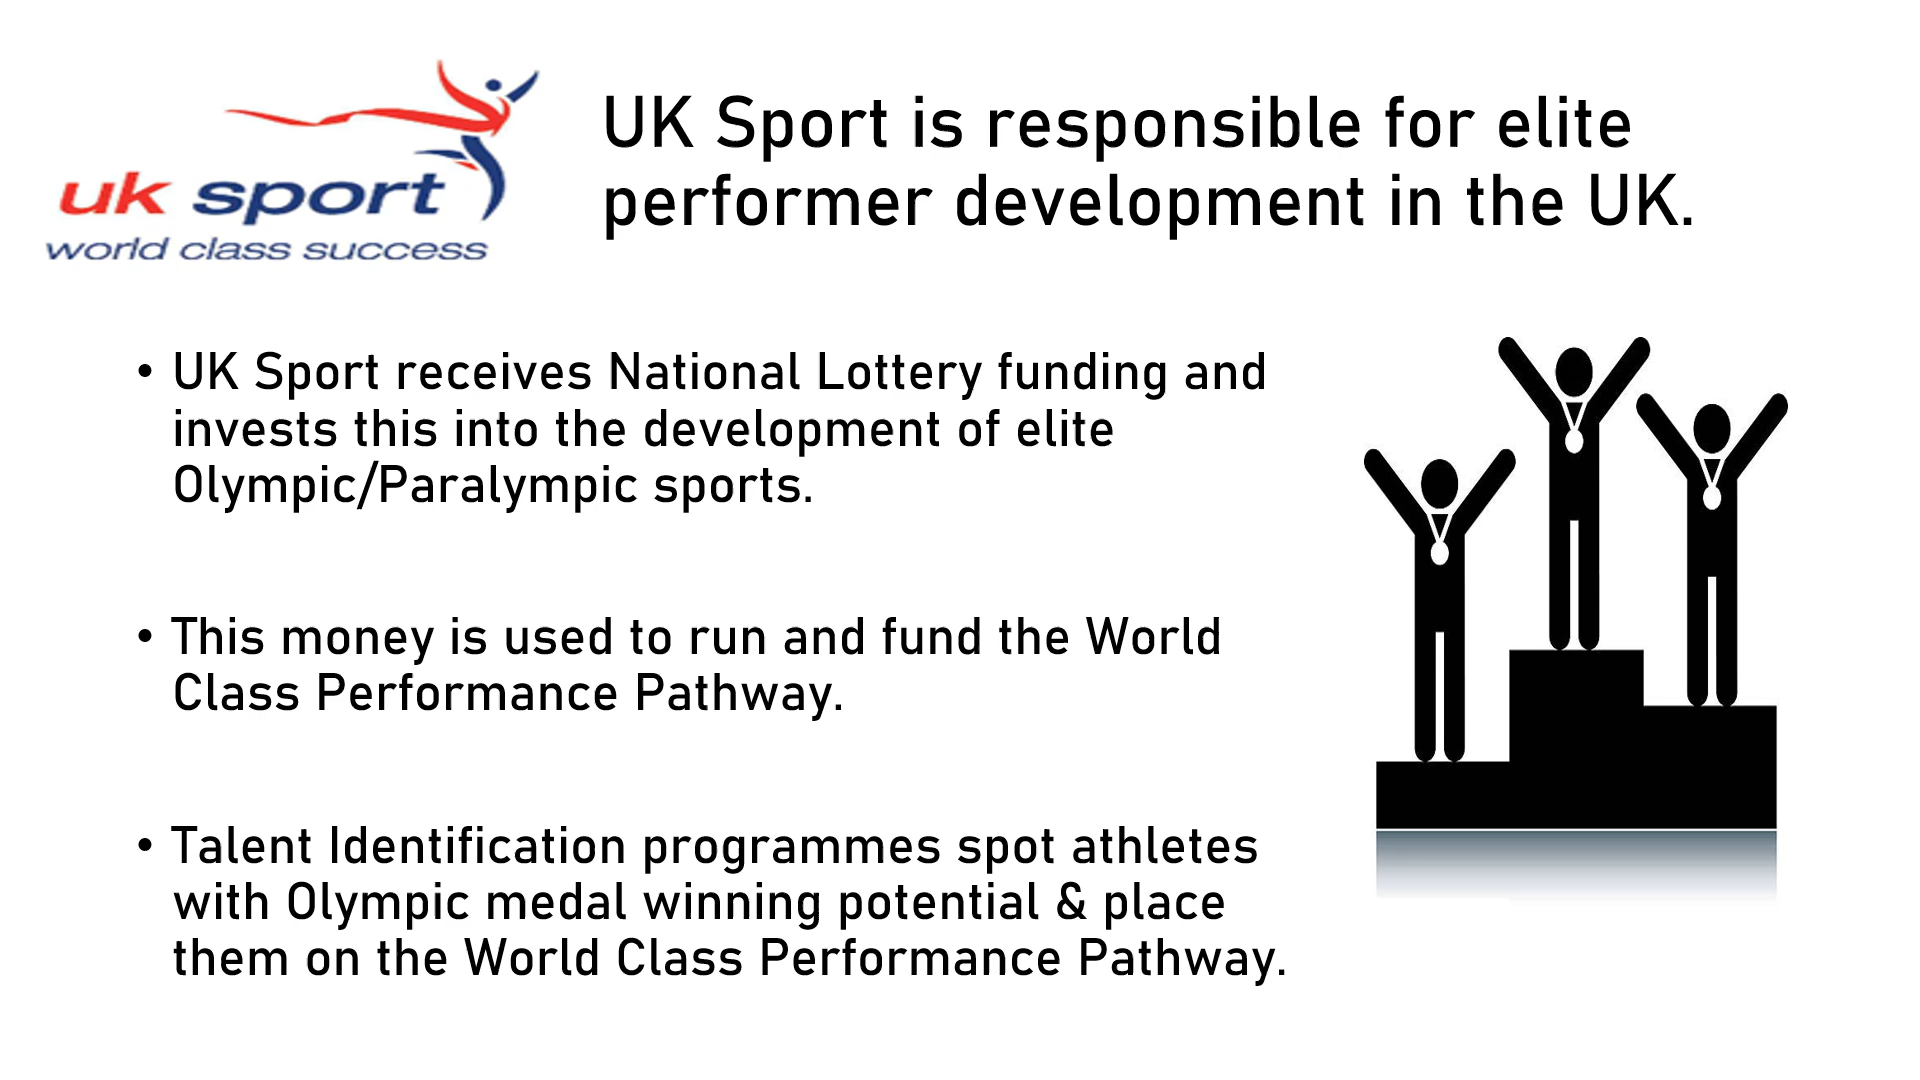 uk sport
world class success
UK Sport is responsible for elite
performer development in the UK.
• UK Sport receives National Lottery funding and
invests this into the development of elite
Olympic/Paralympic sports.
• This money is used to run and fund the World
Class Performance Pathway.
• Talent Identification programmes spot athletes
with Olympic medal winning potential & place
them on the World Class Performance Pathway.